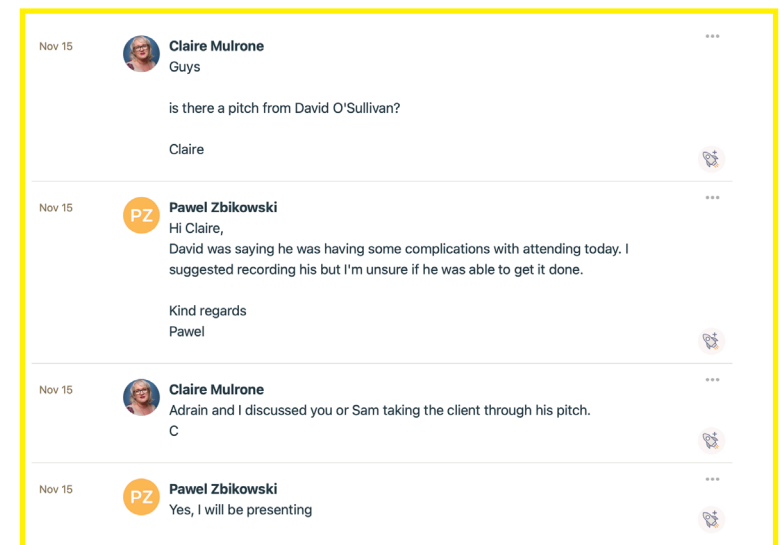 Nov 15
Claire Mulrone
Guys
is there a pitch from David O'Sullivan?
Claire
Nov 15
PZ
Pawel Zbikowski
Hi Claire,
David was saying he was having some complications with attending today. I
suggested recording his but I'm unsure if he was able to get it done.
Kind regards
Pawel
Nov 15
Claire Mulrone
Adrain and I discussed you or Sam taking the client through his pitch.
C
Nov 15
PZ
Pawel Zbikowski
Yes, I will be presenting